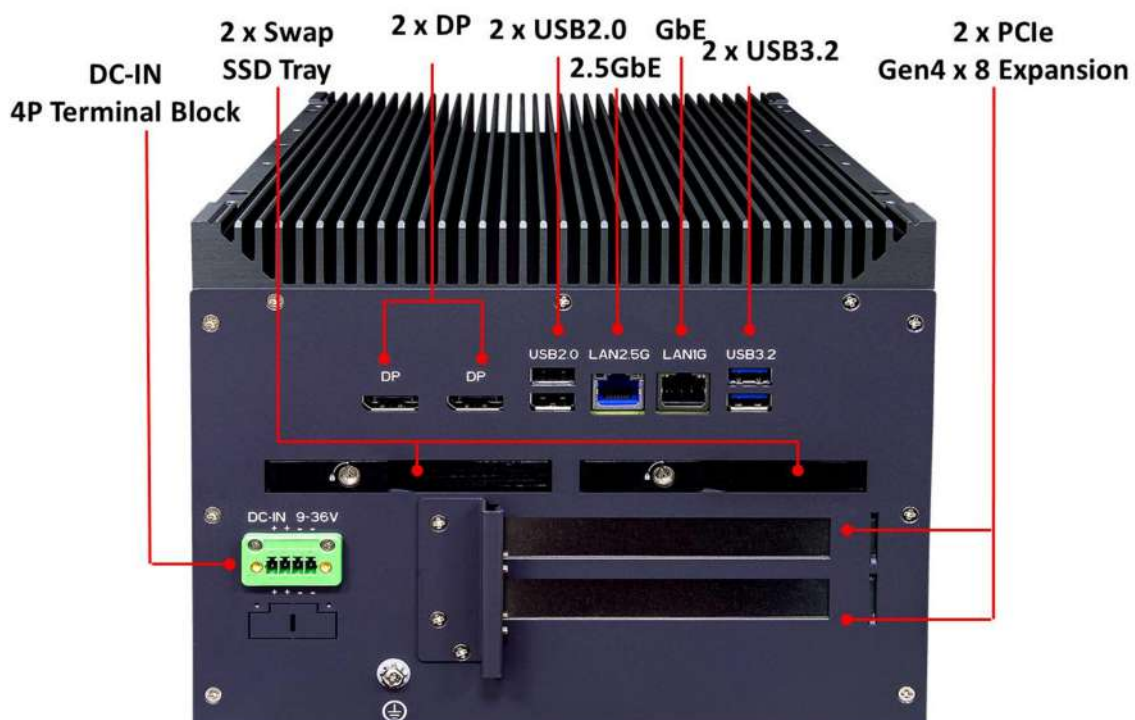 2 x Swap
SSD Tray
2 x DP
2 x USB2.0
GbE
2.5GbE
2 x USB3.2
2 x PCIe
Gen4 x 8 Expansion
DC-IN
4P Terminal Block
USB2.0 LAN2.5G LAN1G USB3.2
DP DP
DC-IN 9-36V
+ + - -
+ + - -